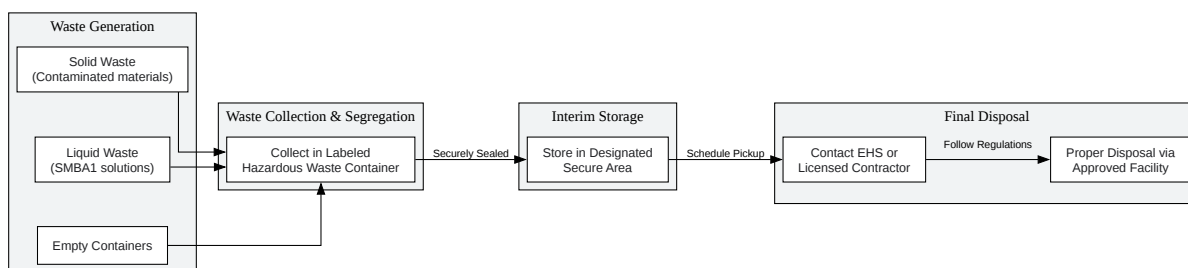 Waste Generation
Solid Waste
(Contaminated materials)
Liquid Waste
(SMBA1 solutions)
Empty Containers
Waste Collection & Segregation
Collect in Labeled
Hazardous Waste Container
Securely Sealed
Interim Storage
Store in Designated
Secure Area
Schedule Pickup
Final Disposal
Contact EHS or
Licensed Contractor
Follow Regulations
Proper Disposal via
Approved Facility